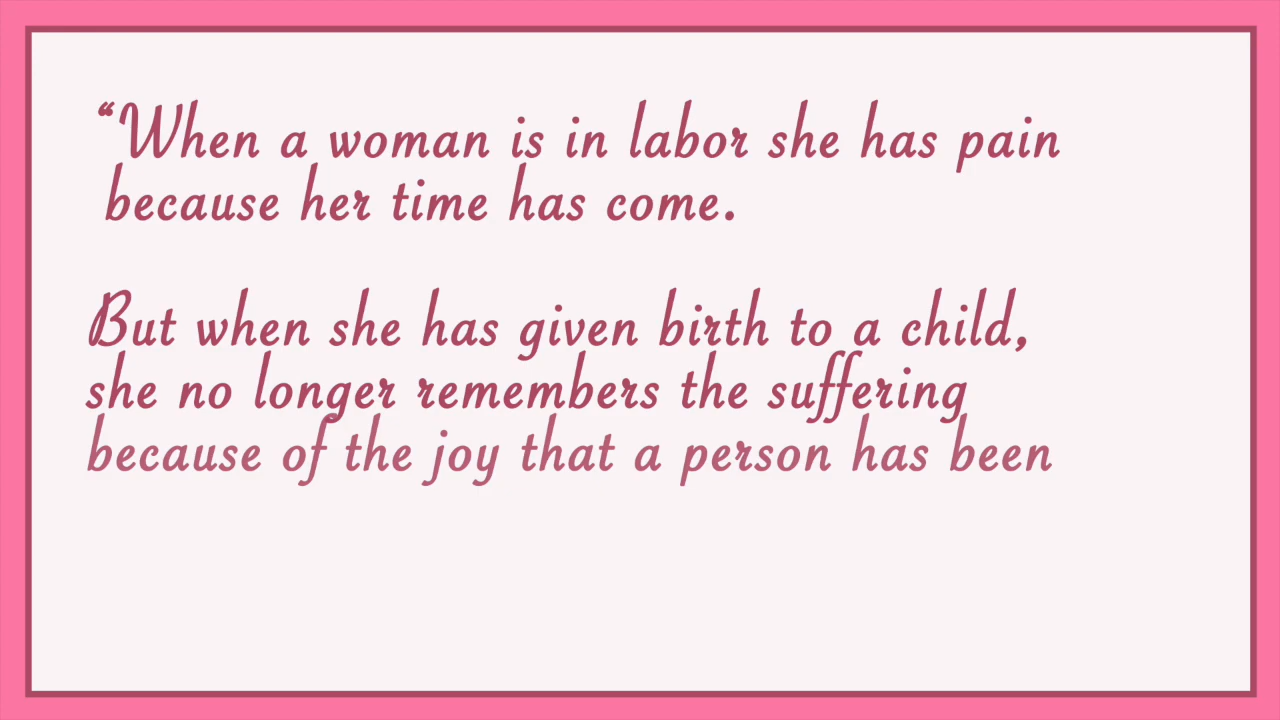 “When a woman is in labor she has pain
because her time has come.
But when she has given birth to a child,
she no longer remembers the suffering
because of the joy that a person has been